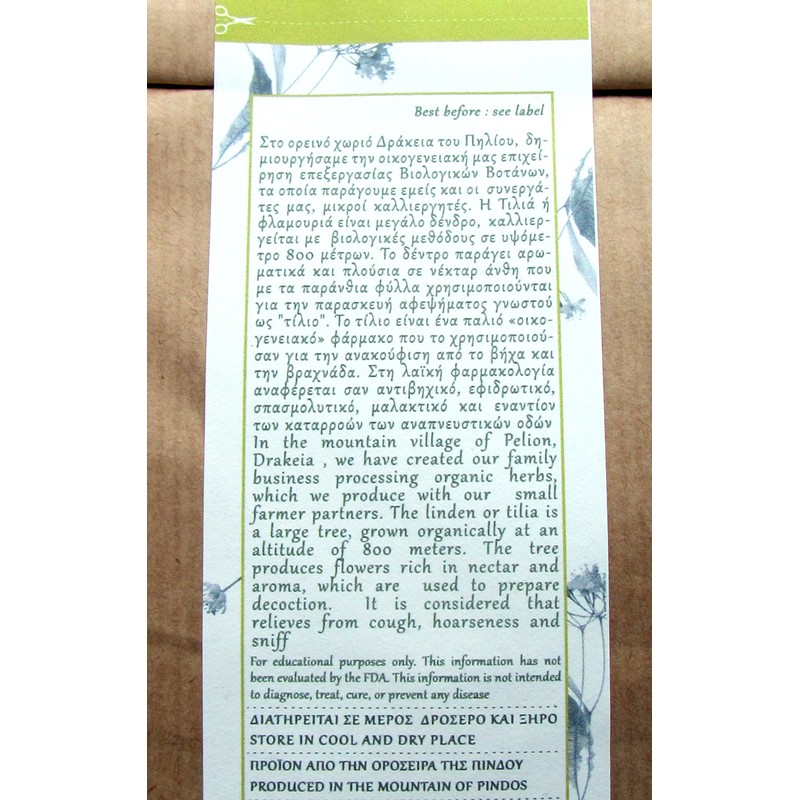 Best before : see label
Στο ορεινό χωριό Δράκεια του Πηλίου, δη-
μιουργήσαμε την οικογενειακή μας επιχεί-
ρηση επεξεργασίας Βιολογικών Βοτάνων,
τα οποία παράγουμε εμείς και οι συνεργά-
τες μας, μικροί καλλιεργητές. Η Τιλιά ή
φλαμουριά είναι μεγάλο δένδρο, καλλιερ-
γείται με βιολογικές μεθόδους σε υψόμε-
τρο 800 μέτρων. Το δέντρο παράγει αρω-
ματικά και πλούσια σε νέκταρ άνθη που
με τα παράνθια φύλλα χρησιμοποιούνται
για την παρασκευή αφεψήματος γνωστού
ως "τίλιο". Το τίλιο είναι ένα παλιό «οικο-
γενειακό» φάρμακο που το χρησιμοποιού-
σαν για την ανακούφιση από το βήχα και
την βραχνάδα. Στη λαϊκή φαρμακολογία
αναφέρεται σαν αντιβηχικό, εφιδρωτικό,
σπασμολυτικό, μαλακτικό και εναντίον
των καταρροών των αναπνευστικών οδών
In the mountain village of Pelion,
Drakeia , we have created our family
business processing organic herbs,
which we produce with our small
farmer partners. The linden or tilia is
a large tree, grown organically at an
altitude of 800 meters. The tree
produces flowers rich in nectar and
aroma, which are used to prepare
decoction. It is considered that
relieves from cough, hoarseness and
sniff
For educational purposes only. This information has not
been evaluated by the FDA. This information is not intended
to diagnose, treat, cure, or prevent any disease
ΔΙΑΤΗΡΕΙΤΑΙ ΣΕ ΜΕΡΟΣ ΔΡΟΣΕΡΟ ΚΑΙ ΞΗΡΟ
STORE IN COOL AND DRY PLACE
ΠΡΟΪΟΝ ΑΠΟ ΤΗΝ ΟΡΟΣΕΙΡΑ ΤΗΣ ΠΙΝΔΟΥ
PRODUCED IN THE MOUNTAIN OF PINDOS